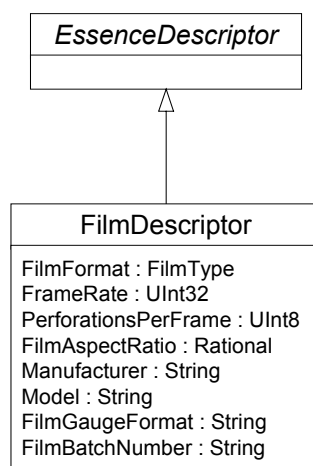 EssenceDescriptor
FilmDescriptor
FilmFormat : FilmType
FrameRate : UInt32
PerforationsPerFrame : UInt8
FilmAspectRatio : Rational
Manufacturer : String
Model : String
FilmGaugeFormat : String
FilmBatchNumber : String